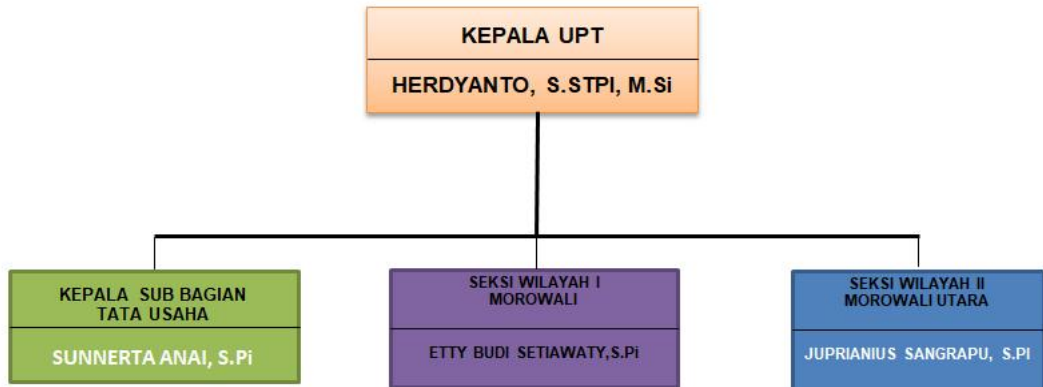 KEPALA UPT
HERDYANTO, S.STPI, M.Si
KEPALA SUB BAGIAN
TATA USAHA
SUNNERTA ANAI, S.Pi
SEKSI WILAYAH I
MOROWALI
ETTY BUDI SETIAWATY,S.Pi
SEKSI WILAYAH II
MOROWALI UTARA
JUPRIANIUS SANGRAPU, S.PI